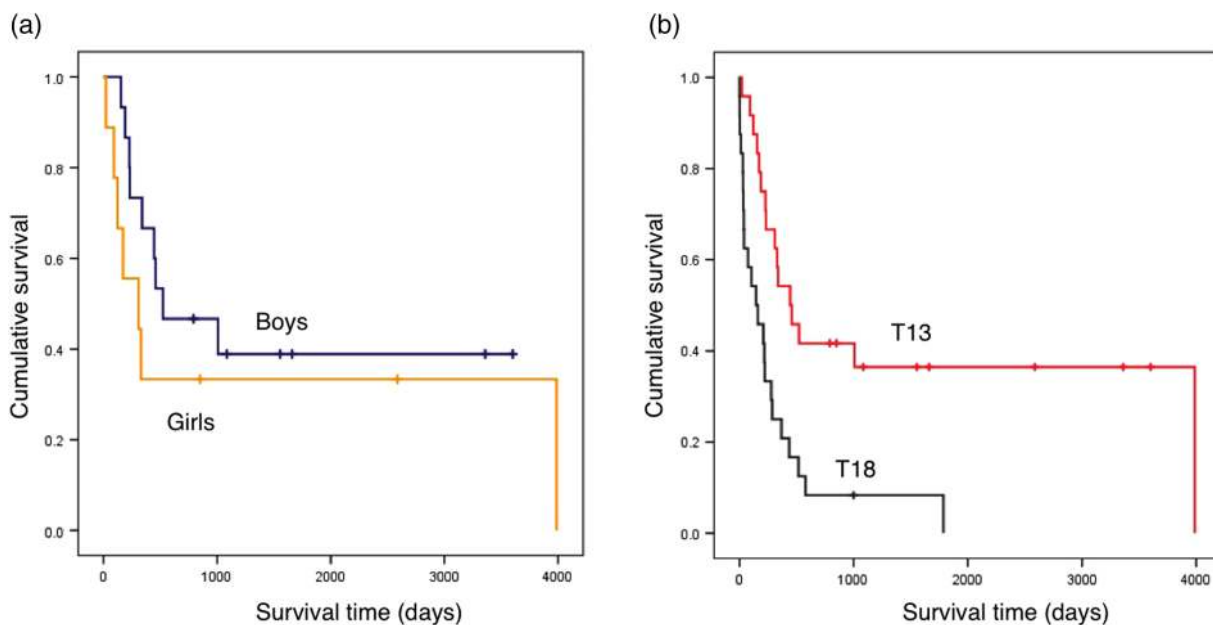 (a)
Cumulative survival
1.0
0.8
0.6
0.4
0.2
0.0
Boys
Girls
0 1000 2000 3000 4000
Survival time (days)
(b)
Cumulative survival
1.0
0.8
0.6
0.4
0.2
0.0
T13
T18
0 1000 2000 3000 4000
Survival time (days)